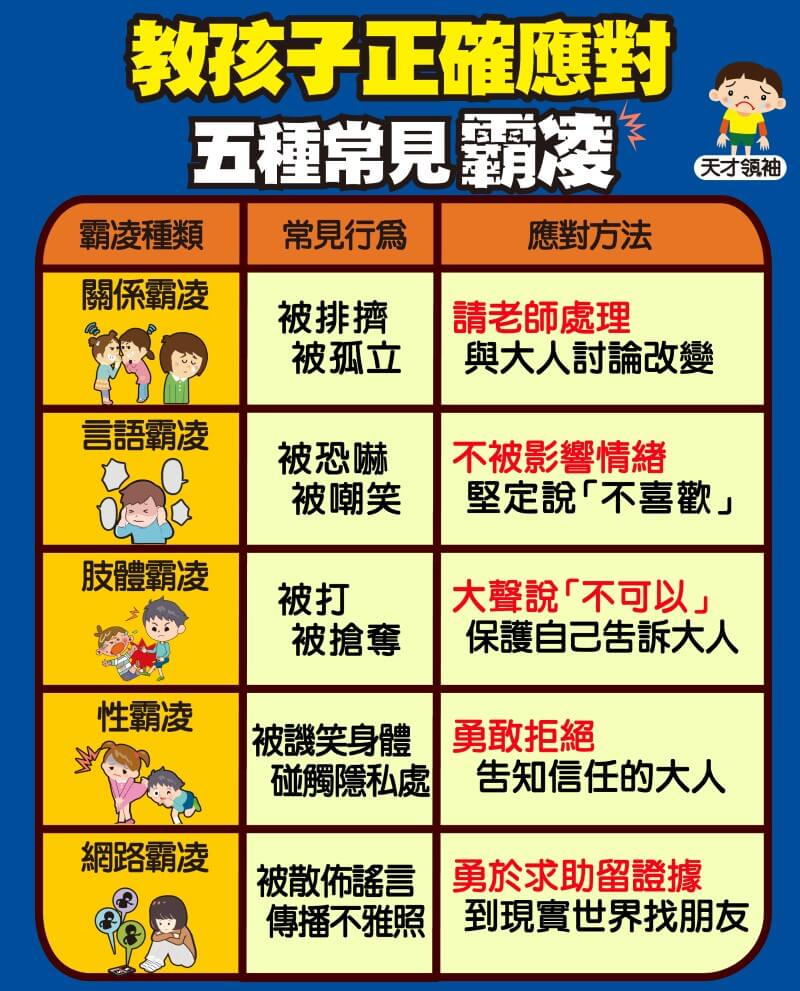 教孩子正確應對
五種常見霸凌
天才領袖
霸凌種類 常見行為 應對方法
關係霸凌
被排擠
被孤立
請老師處理
與大人討論改變
言語霸凌
被恐嚇
被嘲笑
不被影響情緒
堅定說「不喜歡」
肢體霸凌
被打
被搶奪
大聲說「不可以」
保護自己告訴大人
性霸凌
被譏笑身體
碰觸隱私處
勇敢拒絕
告知信任的大人
網路霸凌
被散佈謠言
傳播不雅照
勇於求助留證據
到現實世界找朋友